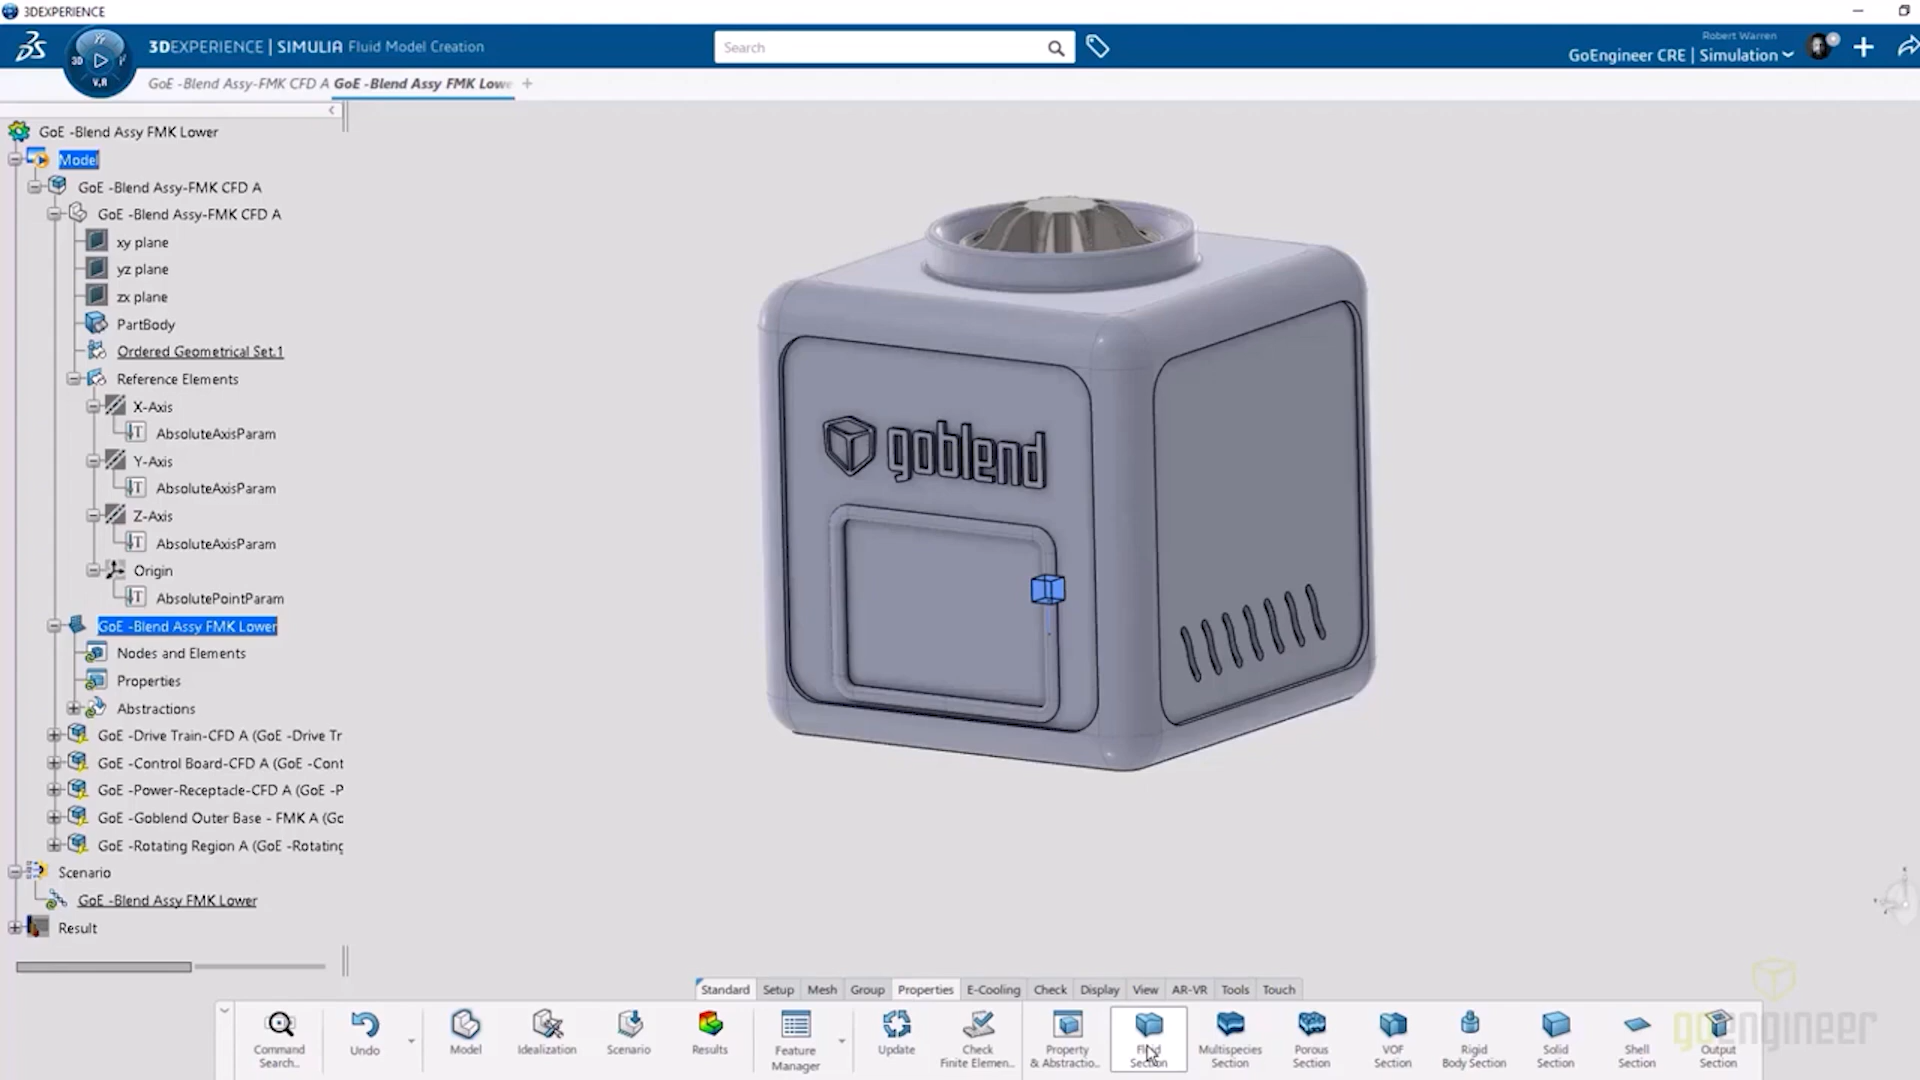 3DEXPERIENCE
3DEXPERIENCE | SIMULIA Fluid Model Creation
3D
V.R
Search
Robert Warren
GoEngineer CRE | Simulation
GoE -Blend Assy-FMK CFD A
GoE -Blend Assy FMK Lowe
GoE -Blend Assy FMK Lower
Model
GoE -Blend Assy-FMK CFD A
GoE -Blend Assy-FMK CFD A
xy plane
yz plane
zx plane
PartBody
Ordered Geometrical Set.1
Reference Elements
X-Axis
AbsoluteAxisParam
Y-Axis
AbsoluteAxisParam
Z-Axis
AbsoluteAxisParam
Origin
AbsolutePointParam
GoE -Blend Assy FMK Lower
Nodes and Elements
Properties
Abstractions
GoE -Drive Train-CFD A (GoE -Drive Tr
GoE -Control Board-CFD A (GoE -Cont
GoE -Power-Receptacle-CFD A (GoE -P
GoE -Goblend Outer Base - FMK A (Gc
GoE -Rotating Region A (GoE -Rotating
Scenario
GoE -Blend Assy FMK Lower
Result
goblend
Standard Setup Mesh Group Properties E-Cooling Check Display View AR-VR Tools Touch
Command Search...
Undo
Model
Idealization
Scenario
Results
Feature Manager
Update
Check Finite Elemen...
Property & Abstractio...
Fluid Section
Multispecies Section
Porous Section
VOF Section
Rigid Body Section
Solid Section
Shell Section
Output Section
goengineer